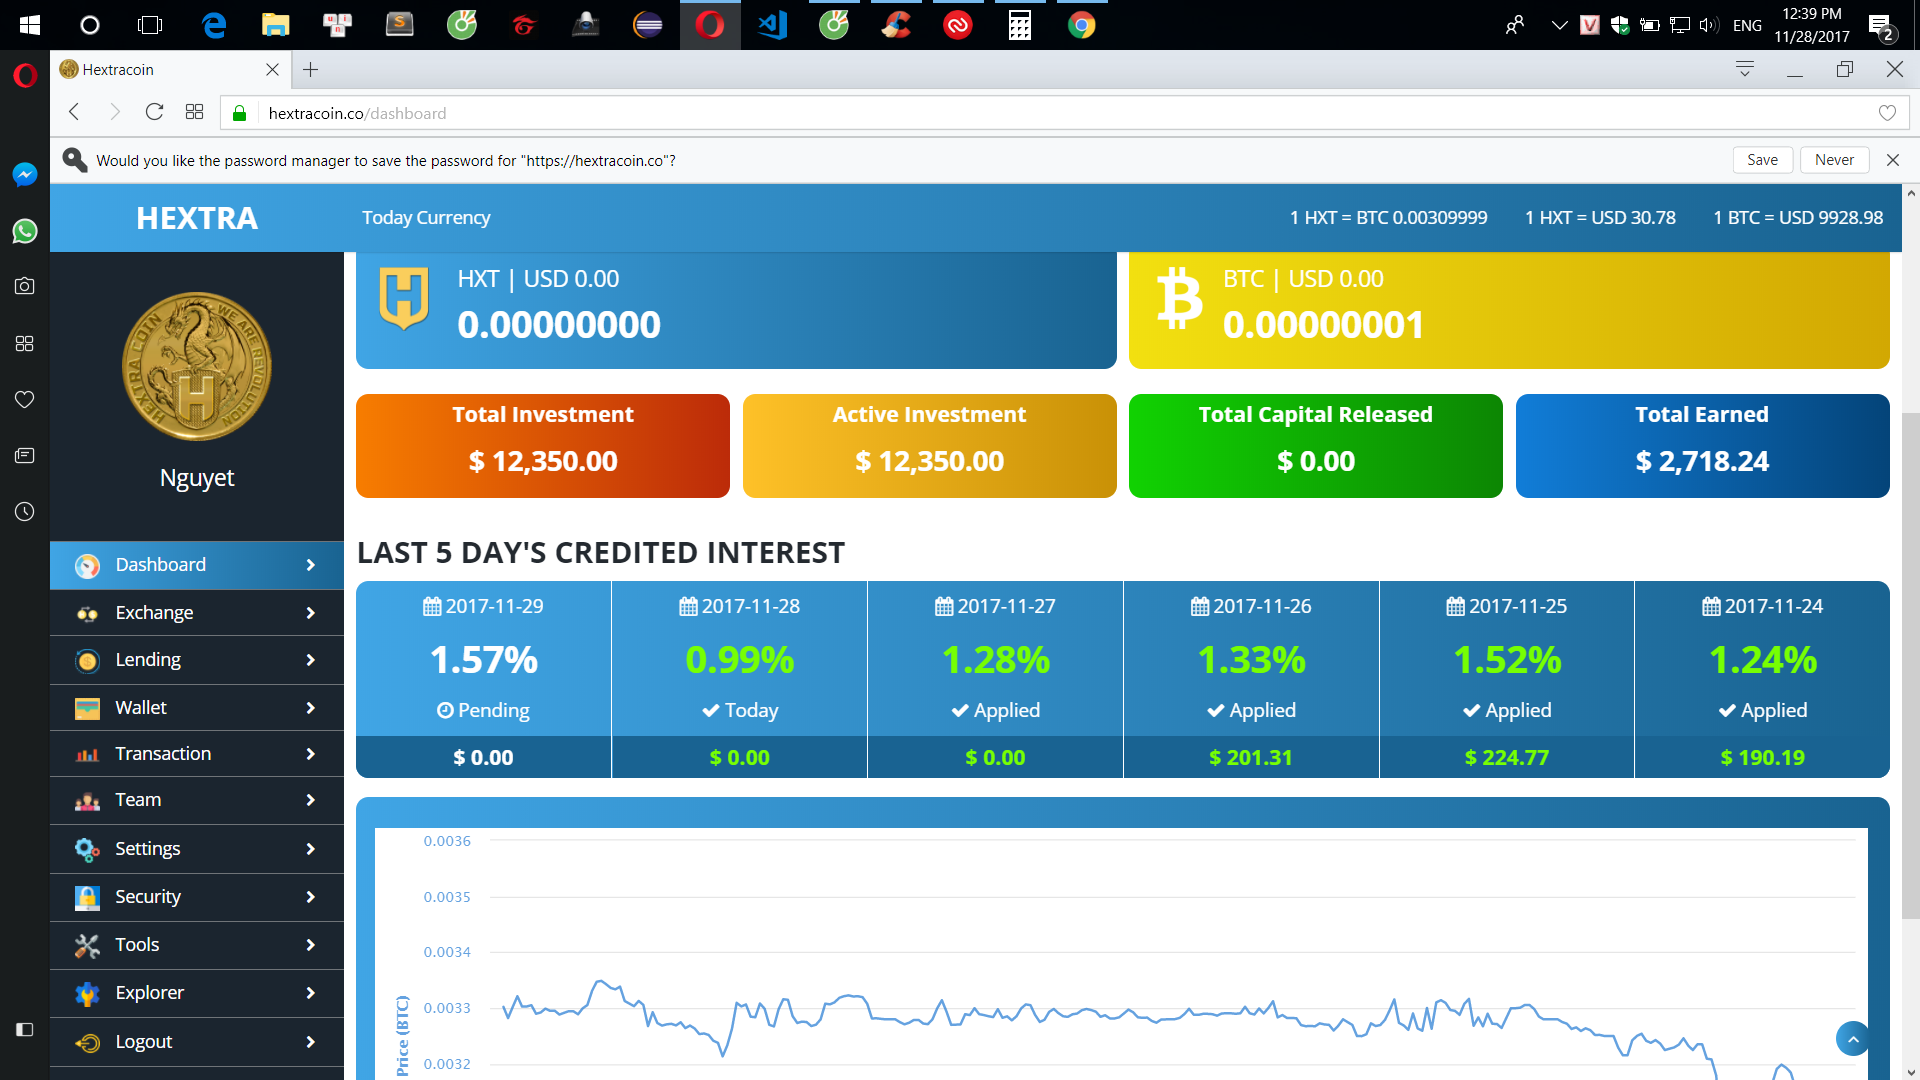 ENG
12:39 PM
11/28/2017
2
Hextracoin
hextracoin.co/dashboard
Would you like the password manager to save the password for "https://hextracoin.co"?
Save
Never
HEXTRA
Today Currency
1 HXT = BTC 0.00309999
1 HXT = USD 30.78
1 BTC = USD 9928.98
HEXTRA COIN WE ARE REVOLUTION
H
Nguyet
Dashboard
Exchange
Lending
Wallet
Transaction
Team
Settings
Security
Tools
Explorer
Logout
HXT | USD 0.00
0.00000000
BTC | USD 0.00
0.00000001
Total Investment
$ 12,350.00
Active Investment
$ 12,350.00
Total Capital Released
$ 0.00
Total Earned
$ 2,718.24
LAST 5 DAY'S CREDITED INTEREST
2017-11-29
1.57%
Pending
$ 0.00
2017-11-28
0.99%
Today
$ 0.00
2017-11-27
1.28%
Applied
$ 0.00
2017-11-26
1.33%
Applied
$ 201.31
2017-11-25
1.52%
Applied
$ 224.77
2017-11-24
1.24%
Applied
$ 190.19
0.0036
0.0035
0.0034
0.0033
0.0032
Price (BTC)